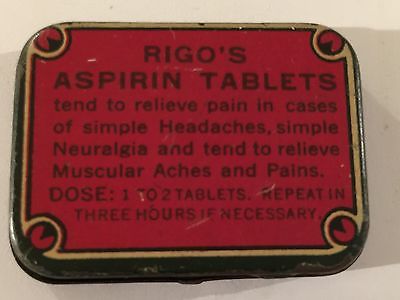 RIGO'S
ASPIRIN TABLETS
tend to relieve pain in cases
of simple Headaches, simple
Neuralgia and tend to relieve
Muscular Aches and Pains.
DOSE: 1 TO 2 TABLETS. REPEAT IN
THREE HOURS IF NECESSARY.